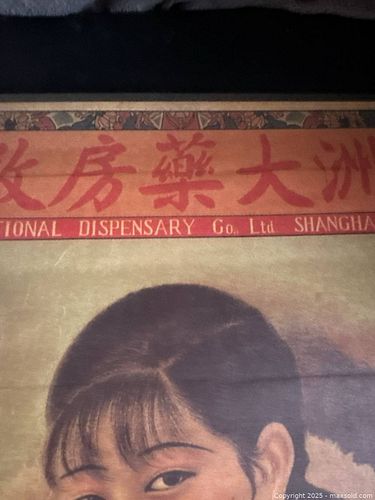 洲大藥房
TIONAL DISPENSARY Co., Ltd SHANGHA
Copyright 2025 - maxsold.com